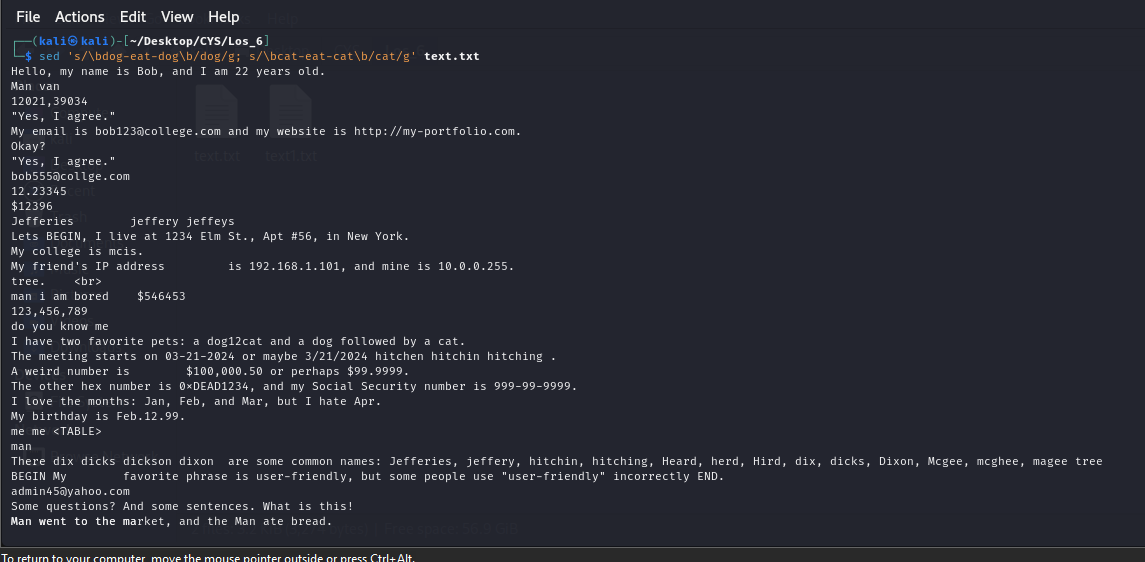 File Actions Edit View Help
(kali㉿kali)-[~/Desktop/CYS/Los_6]
$ sed 's/\bdog-eat-dog\b/dog/g; s/\bcat-eat-cat\b/cat/g' text.txt
Hello, my name is Bob, and I am 22 years old.
Man van
12021,39034
"Yes, I agree."
My email is bob123@college.com and my website is http://my-portfolio.com.
Okay?
"Yes, I agree."
bob555@collge.com
12.23345
$12396
Jefferies        jeffery jeffeys
Lets BEGIN, I live at 1234 Elm St., Apt #56, in New York.
My college is mcis.
My friend's IP address         is 192.168.1.101, and mine is 10.0.0.255.
tree.    <br>
man i am bored    $546453
123,456,789
do you know me
I have two favorite pets: a dog12cat and a dog followed by a cat.
The meeting starts on 03-21-2024 or maybe 3/21/2024 hitchen hitchin hitching .
A weird number is        $100,000.50 or perhaps $99.9999.
The other hex number is 0×DEAD1234, and my Social Security number is 999-99-9999.
I love the months: Jan, Feb, and Mar, but I hate Apr.
My birthday is Feb.12.99.
me me <TABLE>
man
There dix dicks dickson dixon  are some common names: Jefferies, jeffery, hitchin, hitching, Heard, herd, Hird, dix, dicks, Dixon, Mcgee, mcghee, magee tree
BEGIN My        favorite phrase is user-friendly, but some people use "user-friendly" incorrectly END.
admin45@yahoo.com
Some questions? And some sentences. What is this!
Man went to the market, and the Man ate bread.
To return to your computer, move the mouse pointer outside or press Ctrl+Alt.